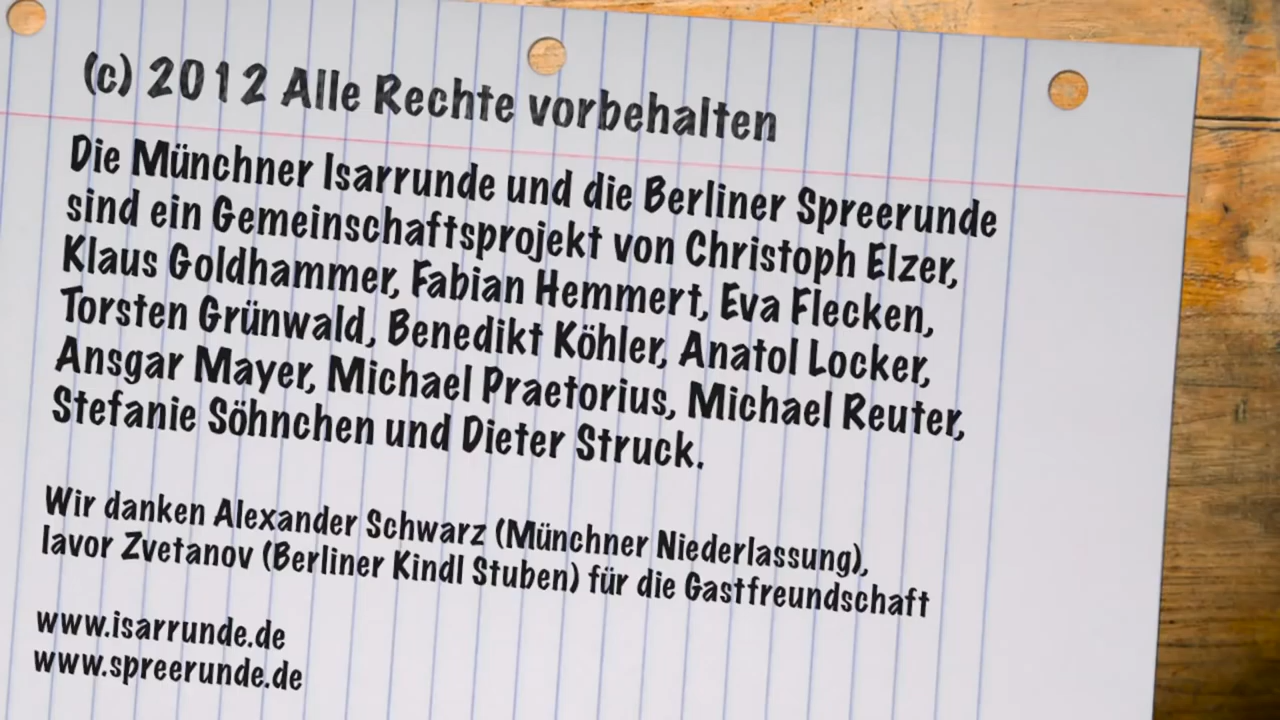 (c) 2012 Alle Rechte vorbehalten
Die Münchner Isarrunde und die Berliner Spreerunde
sind ein Gemeinschaftsprojekt von Christoph Elzer,
Klaus Goldhammer, Fabian Hemmert, Eva Flecken,
Torsten Grünwald, Benedikt Köhler, Anatol Locker,
Ansgar Mayer, Michael Praetorius, Michael Reuter,
Stefanie Söhnchen und Dieter Struck.
Wir danken Alexander Schwarz (Münchner Niederlassung),
Iavor Zvetanov (Berliner Kindl Stuben) für die Gastfreundschaft
www.isarrunde.de
www.spreerunde.de